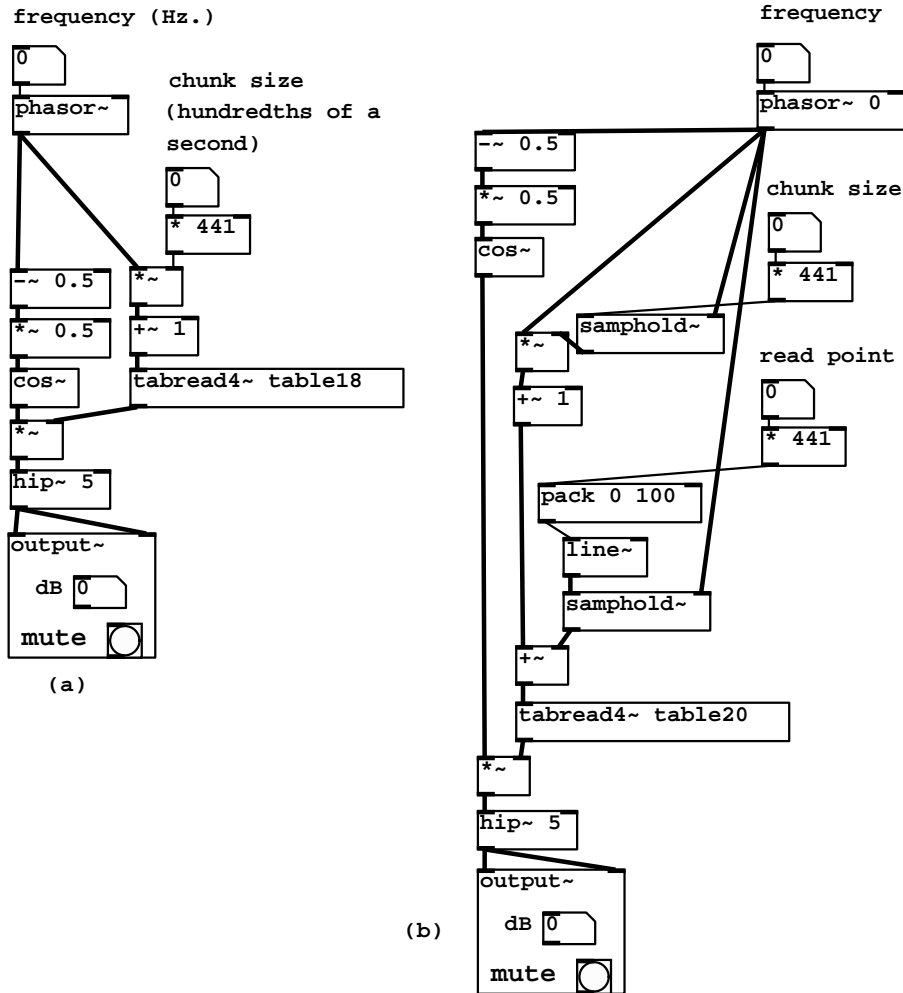 frequency (Hz.)
0
phasor~
chunk size
(hundredths of a
second)
0
* 441
-~ 0.5
*~
*~ 0.5
+~ 1
cos~
tabread4~ table18
*~
hip~ 5
output~
dB 0
mute
(a)
frequency
0
phasor~ 0
-~ 0.5
*~ 0.5
cos~
chunk size
0
* 441
samphold~
*~
+~ 1
read point
0
* 441
pack 0 100
line~
samphold~
+~
tabread4~ table20
*~
hip~ 5
output~
dB 0
mute
(b)